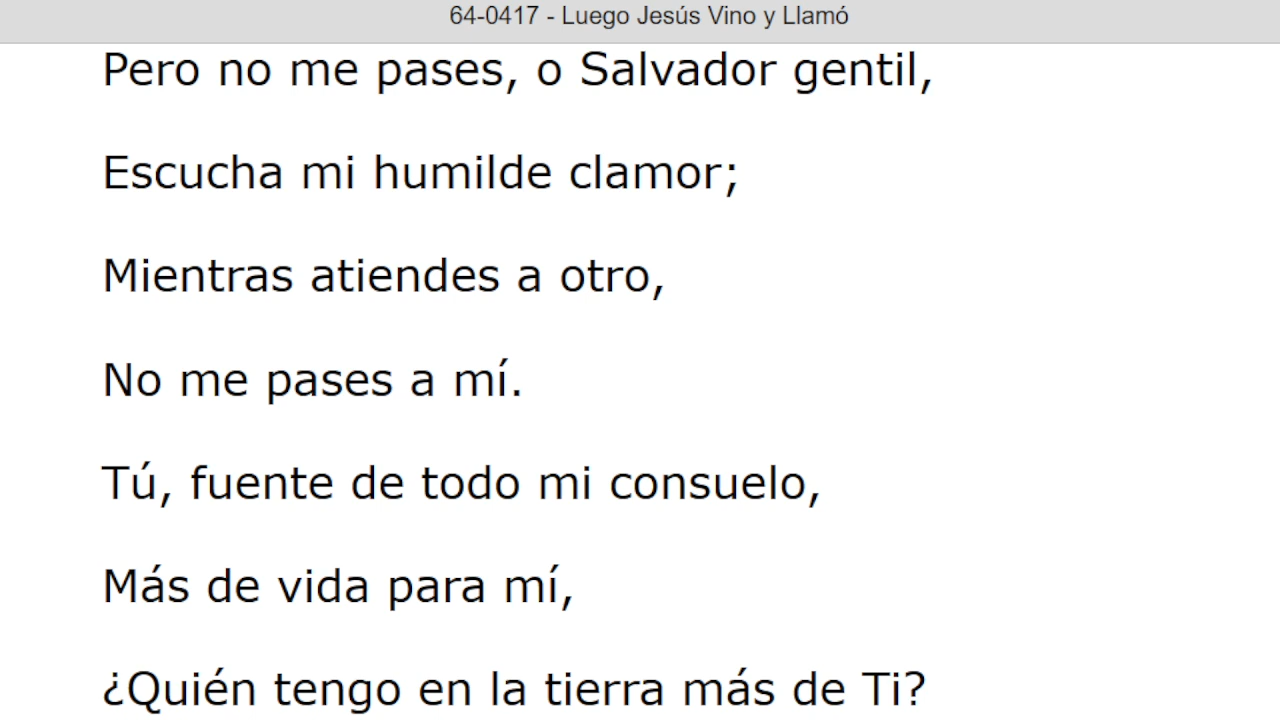 64-0417 - Luego Jesús Vino y Llamó
Pero no me pases, o Salvador gentil,
Escucha mi humilde clamor;
Mientras atiendes a otro,
No me pases a mí.
Tú, fuente de todo mi consuelo,
Más de vida para mí,
¿Quién tengo en la tierra más de Ti?